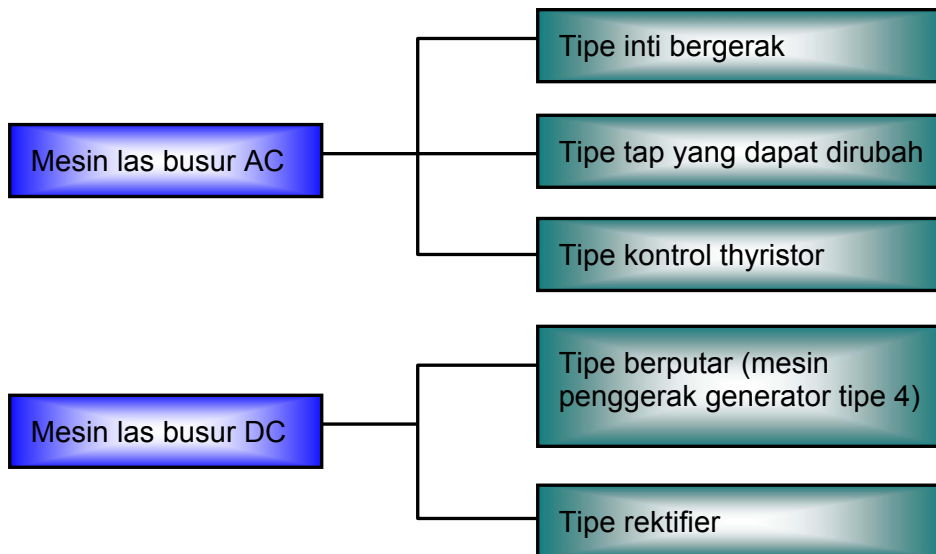 Tipe inti bergerak
Mesin las busur AC
Tipe tap yang dapat dirubah
Tipe kontrol thyristor
Tipe berputar (mesin
penggerak generator tipe 4)
Mesin las busur DC
Tipe rektifier